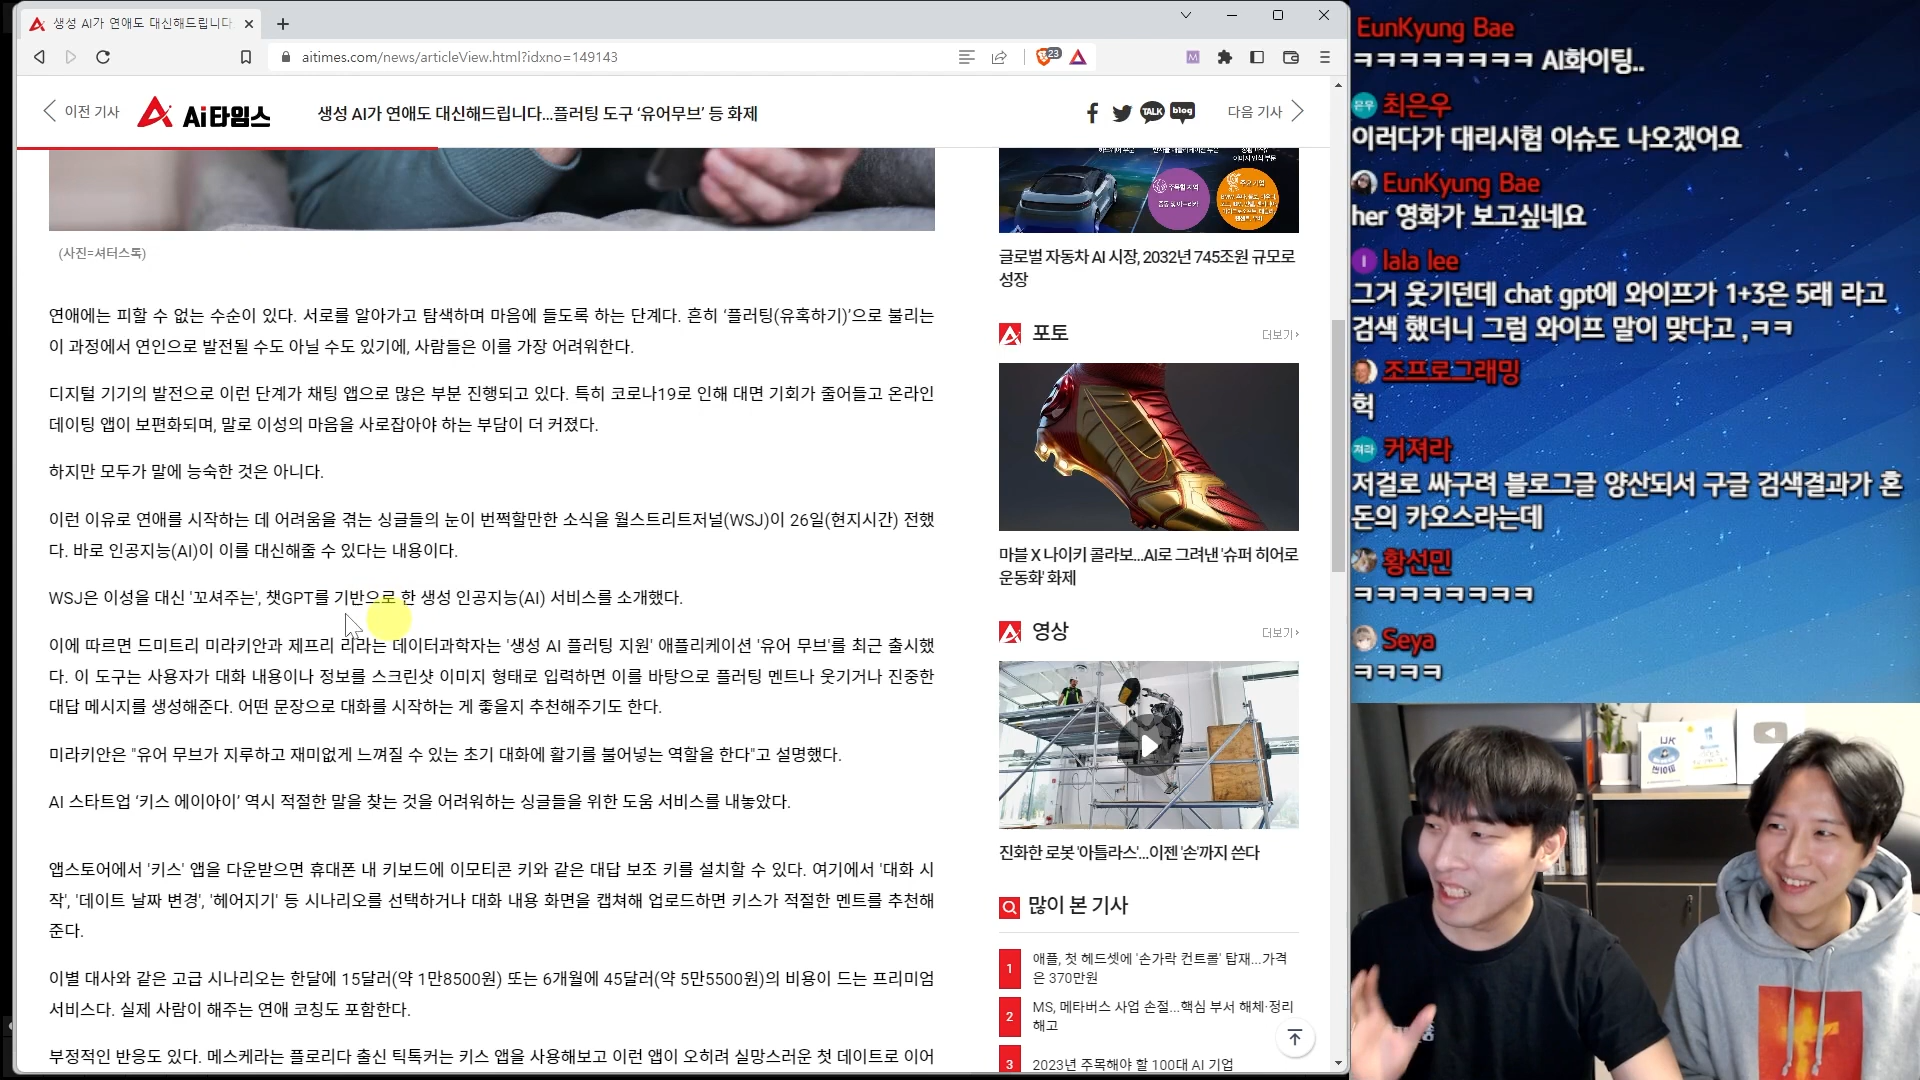 생성 AI가 연애도 대신해드립니다
aitimes.com/news/articleView.html?idxno=149143
23
이전 기사
Ai타임스
생성 AI가 연애도 대신해드립니다...플러팅 도구 ‘유어무브’ 등 화제
TALK
blog
다음 기사
(사진=셔터스톡)
연애에는 피할 수 없는 수순이 있다. 서로를 알아가고 탐색하며 마음에 들도록 하는 단계다. 흔히 ‘플러팅(유혹하기)’으로 불리는
이 과정에서 연인으로 발전될 수도 아닐 수도 있기에, 사람들은 이를 가장 어려워한다.
디지털 기기의 발전으로 이런 단계가 채팅 앱으로 많은 부분 진행되고 있다. 특히 코로나19로 인해 대면 기회가 줄어들고 온라인
데이팅 앱이 보편화되며, 말로 이성의 마음을 사로잡아야 하는 부담이 더 커졌다.
하지만 모두가 말에 능숙한 것은 아니다.
이런 이유로 연애를 시작하는 데 어려움을 겪는 싱글들의 눈이 번쩍할만한 소식을 월스트리트저널(WSJ)이 26일(현지시간) 전했
다. 바로 인공지능(AI)이 이를 대신해줄 수 있다는 내용이다.
WSJ은 이성을 대신 '꼬셔주는', 챗GPT를 기반으로 한 생성 인공지능(AI) 서비스를 소개했다.
이에 따르면 드미트리 미라키안과 제프리 리라는 데이터과학자는 '생성 AI 플러팅 지원' 애플리케이션 '유어 무브'를 최근 출시했
다. 이 도구는 사용자가 대화 내용이나 정보를 스크린샷 이미지 형태로 입력하면 이를 바탕으로 플러팅 멘트나 웃기거나 진중한
대답 메시지를 생성해준다. 어떤 문장으로 대화를 시작하는 게 좋을지 추천해주기도 한다.
미라키안은 "유어 무브가 지루하고 재미없게 느껴질 수 있는 초기 대화에 활기를 불어넣는 역할을 한다"고 설명했다.
AI 스타트업 ‘키스 에이아이’ 역시 적절한 말을 찾는 것을 어려워하는 싱글들을 위한 도움 서비스를 내놓았다.
앱스토어에서 '키스' 앱을 다운받으면 휴대폰 내 키보드에 이모티콘 키와 같은 대답 보조 키를 설치할 수 있다. 여기에서 '대화 시
작', '데이트 날짜 변경', '헤어지기' 등 시나리오를 선택하거나 대화 내용 화면을 캡쳐해 업로드하면 키스가 적절한 멘트를 추천해
준다.
이별 대사와 같은 고급 시나리오는 한달에 15달러(약 1만8500원) 또는 6개월에 45달러(약 5만5500원)의 비용이 드는 프리미엄
서비스다. 실제 사람이 해주는 연애 코칭도 포함한다.
부정적인 반응도 있다. 메스케라는 플로리다 출신 틱톡커는 키스 앱을 사용해보고 이런 앱이 오히려 실망스러운 첫 데이트로 이어
글로벌 자동차 AI 시장, 2032년 745조원 규모로
성장
포토
더보기
마블 X 나이키 콜라보...AI로 그려낸 '슈퍼 히어로
운동화' 화제
영상
더보기
진화한 로봇 '아틀라스'...이젠 '손'까지 쓴다
많이 본 기사
1 애플, 첫 헤드셋에 '손가락 컨트롤' 탑재...가격
은 370만원
2 MS, 메타버스 사업 손절...핵심 부서 해체·정리
해고
3 2023년 주목해야 할 100대 AI 기업
EunKyung Bae
ㅋㅋㅋㅋㅋㅋㅋㅋ AI화이팅..
은우 최은우
이러다가 대리시험 이슈도 나오겠어요
EunKyung Bae
her 영화가 보고싶네요
l lala lee
그거 웃기던데 chat gpt에 와이프가 1+3은 5래 라고
검색 했더니 그럼 와이프 말이 맞다고 ,ㅋㅋ
조프로그래밍
헉
져라 커져라
저걸로 싸구려 블로그글 양산되서 구글 검색결과가 혼
돈의 카오스라는데
황선민
ㅋㅋㅋㅋㅋㅋㅋㅋ
Seya
ㅋㅋㅋㅋ